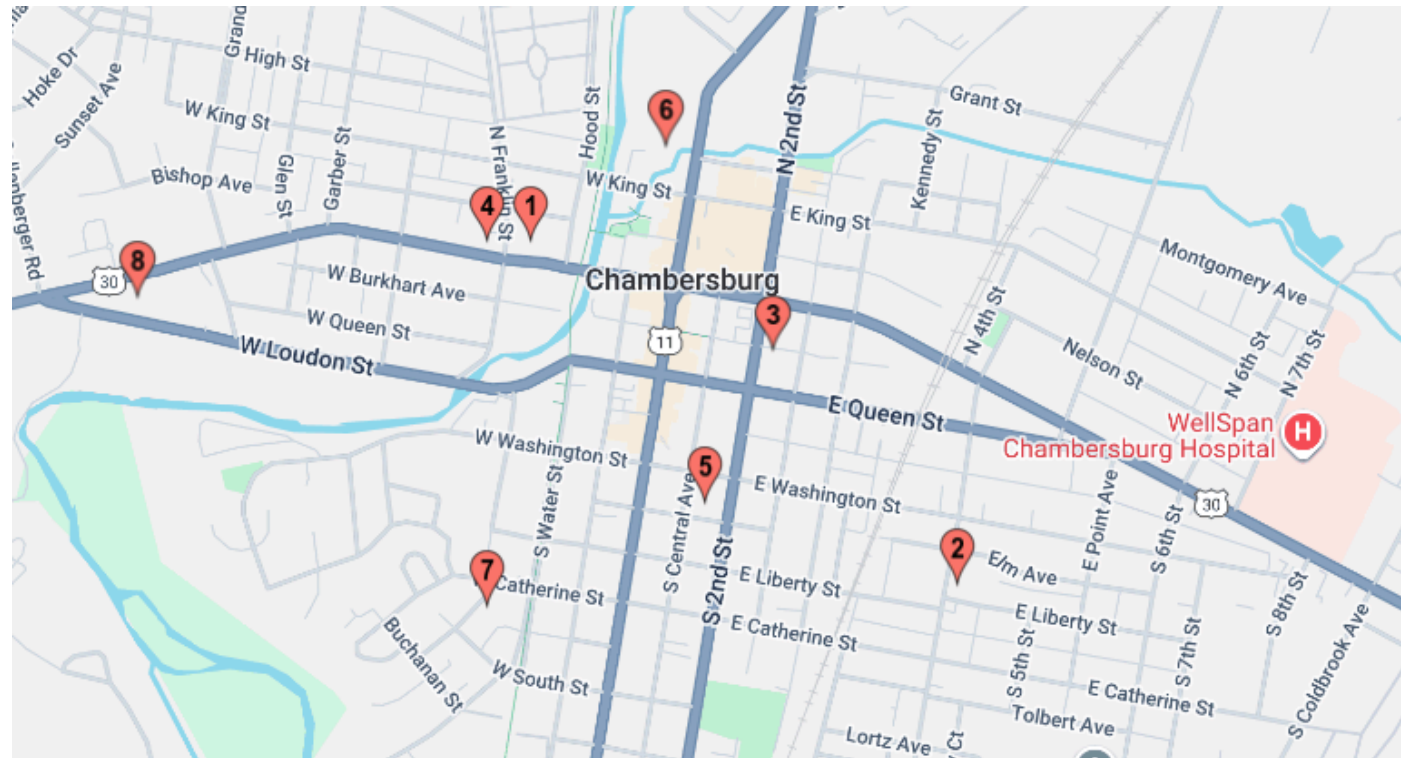 Hoke Dr
Sunset Ave
Grand
G High St
W King St
Garber St
Glen St
Bishop Ave
N Franklin St
Hood St
6
4
1
W King St
N 2nd St
Grant St
Kennedy St
E King St
Montgomery Ave
8
30
W Burkhart Ave
W Queen St
W Loudon St
Chambersburg
3
11
N 4th St
Nelson St
N 6th St
N 7th St
E Queen St
WellSpan
Chambersburg Hospital
H
W Washington St
5
E Washington St
30
S Water St
S Central Ave
S 2nd St
E Point Ave
S 6th St
2
E/m Ave
7
Catherine St
E Liberty St
E Liberty St
Buchanan St
E Catherine St
S 5th St
S 7th St
S 8th St
S Coldbrook Ave
W South St
E Catherine St
Tolbert Ave
Lortz Ave
Ct